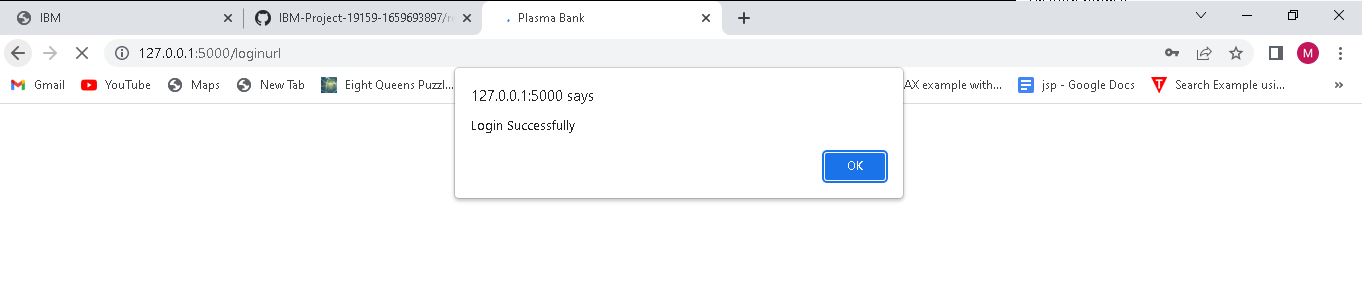 IBM
IBM-Project-19159-1659693897/
Plasma Bank
127.0.0.1:5000/loginurl
M
Gmail
YouTube
Maps
New Tab
Eight Queens Puzzl...
AX example with...
jsp - Google Docs
Search Example usi...
127.0.0.1:5000 says
Login Successfully
OK